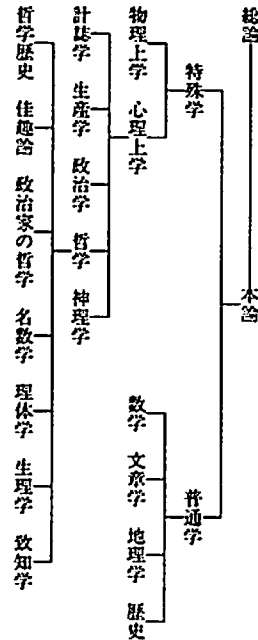 総論
本論
特殊学
普通学
物理上学
心理上学
数学
文章学
地理学
歴史
計誌学
生産学
政治学
哲学
神理学
哲学歴史
佳趣論
政治家の哲学
名教学
理体学
生理学
致知学